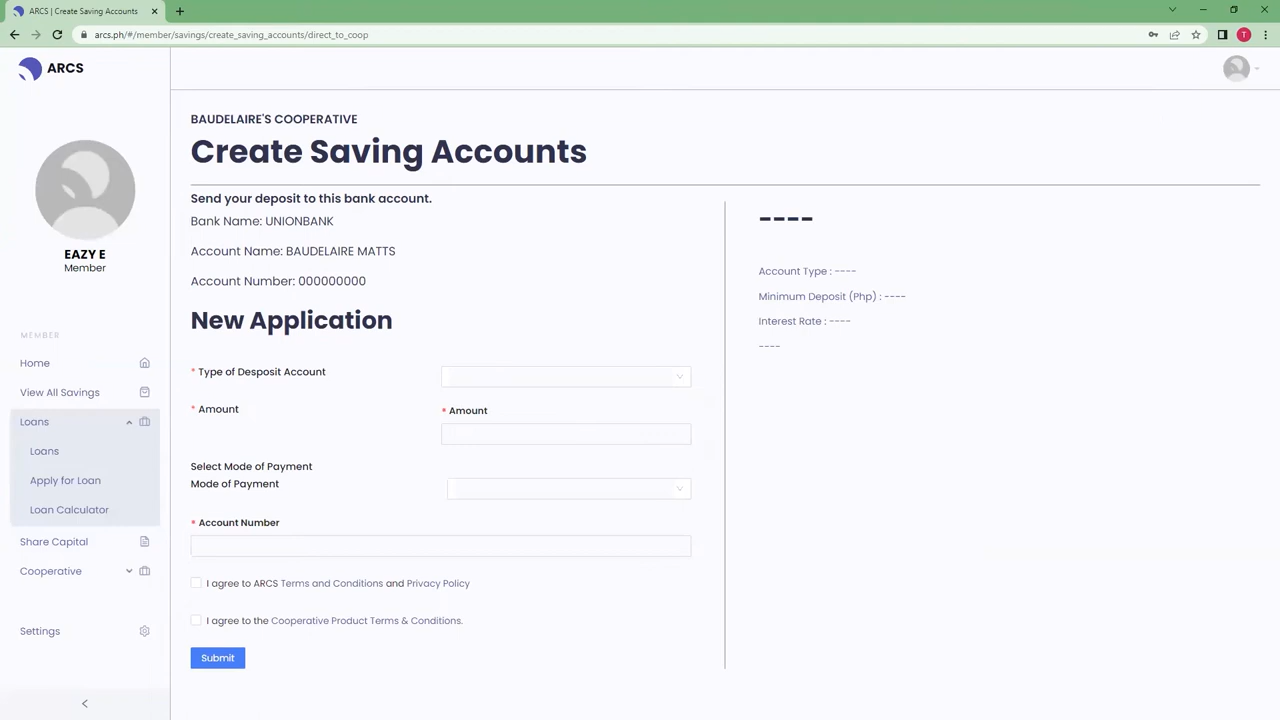 ARCS | Create Saving Accounts
arcs.ph/#/member/savings/create_saving_accounts/direct_to_coop
T
ARCS
EAZY E
Member
MEMBER
Home
View All Savings
Loans
Loans
Apply for Loan
Loan Calculator
Share Capital
Cooperative
Settings
BAUDELAIRE'S COOPERATIVE
Create Saving Accounts
Send your deposit to this bank account.
Bank Name: UNIONBANK
Account Name: BAUDELAIRE MATTS
Account Number: 000000000
New Application
* Type of Desposit Account
* Amount
* Amount
Select Mode of Payment
Mode of Payment
* Account Number
I agree to ARCS Terms and Conditions and Privacy Policy
I agree to the Cooperative Product Terms & Conditions.
Submit
----
Account Type : ----
Minimum Deposit (Php) : ----
Interest Rate : ----
----